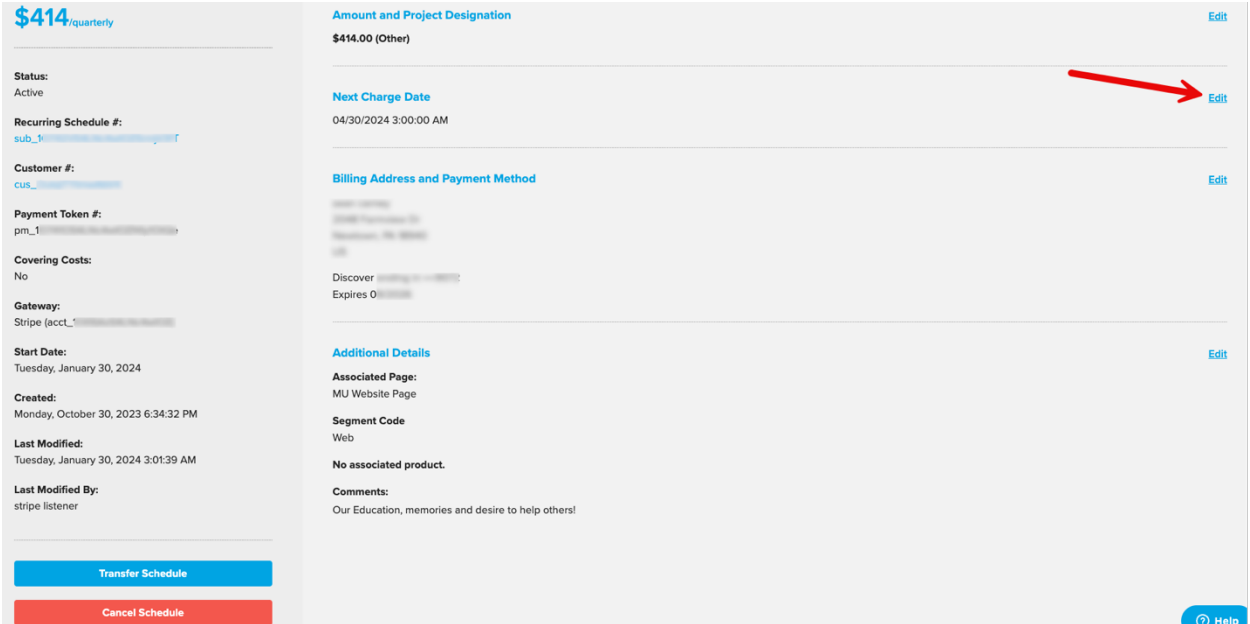 $414/quarterly
Status:
Active
Recurring Schedule #:
sub_1
Customer #:
cus_
Payment Token #:
pm_1
Covering Costs:
No
Gateway:
Stripe (acct_
Start Date:
Tuesday, January 30, 2024
Created:
Monday, October 30, 2023 6:34:32 PM
Last Modified:
Tuesday, January 30, 2024 3:01:39 AM
Last Modified By:
stripe listener
Transfer Schedule
Cancel Schedule
Amount and Project Designation
Edit
$414.00 (Other)
Next Charge Date
Edit
04/30/2024 3:00:00 AM
Billing Address and Payment Method
Edit
Discover
Expires 0
Additional Details
Edit
Associated Page:
MU Website Page
Segment Code
Web
No associated product.
Comments:
Our Education, memories and desire to help others!
Help